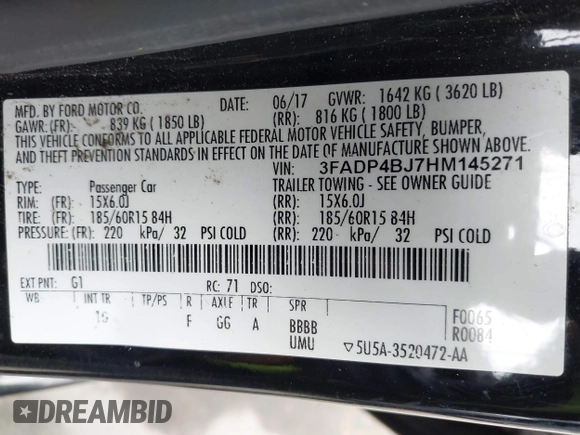 MFD. BY FORD MOTOR CO.
DATE: 06/17 GVWR: 1642 KG ( 3620 LB)
GAWR: (FR): 839 KG ( 1850 LB) (RR): 816 KG ( 1800 LB)
THIS VEHICLE CONFORMS TO ALL APPLICABLE FEDERAL MOTOR VEHICLE SAFETY, BUMPER,
AND THEFT PREVENTION STANDARDS IN EFFECT ON THE DATE OF MANUFACTURE SHOWN ABOVE.
VIN: 3FADP4BJ7HM145271
TYPE: Passenger Car TRAILER TOWING - SEE OWNER GUIDE
RIM: (FR) 15X6.0J (RR): 15X6.0J
TIRE: (FR) 185/60R15 84H (RR): 185/60R15 84H
PRESSURE: (FR) 220 kPa/ 32 PSI COLD (RR): 220 kPa/ 32 PSI COLD
EXT PNT: G1 RC: 71 DSO:
WB INT TR TP/PS R AXLE TR SPR
F GG A BBBB F0065
UMU R0084
▽5U5A-3520472-AA
DREAMBID